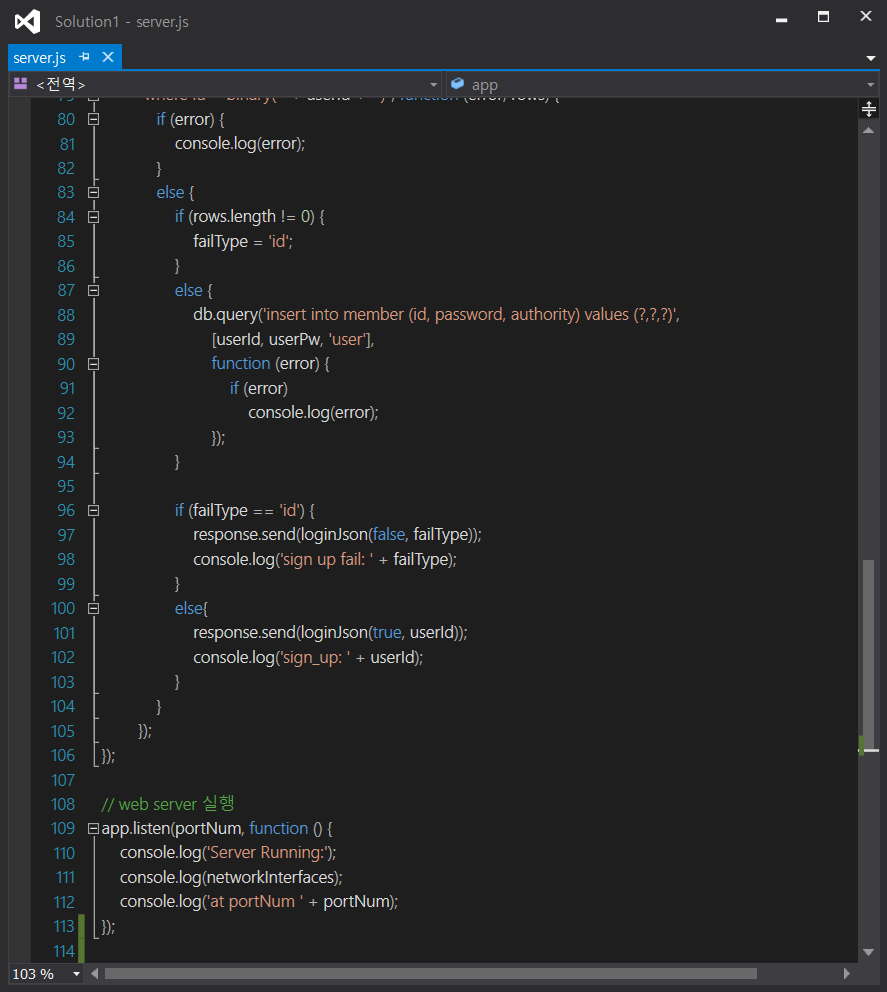 Solution1 - server.js
server.js
<전역>
app
80 if (error) {
81 console.log(error);
82 }
83 else {
84 if (rows.length != 0) {
85 failType = 'id';
86 }
87 else {
88 db.query('insert into member (id, password, authority) values (?,?,?)',
89 [userId, userPw, 'user'],
90 function (error) {
91 if (error)
92 console.log(error);
93 });
94 }
95
96 if (failType == 'id') {
97 response.send(loginJson(false, failType));
98 console.log('sign up fail: ' + failType);
99 }
100 else{
101 response.send(loginJson(true, userId));
102 console.log('sign_up: ' + userId);
103 }
104 }
105 });
106 });
107
108 // web server 실행
109 app.listen(portNum, function () {
110 console.log('Server Running:');
111 console.log(networkInterfaces);
112 console.log('at portNum ' + portNum);
113 });
114
103 %